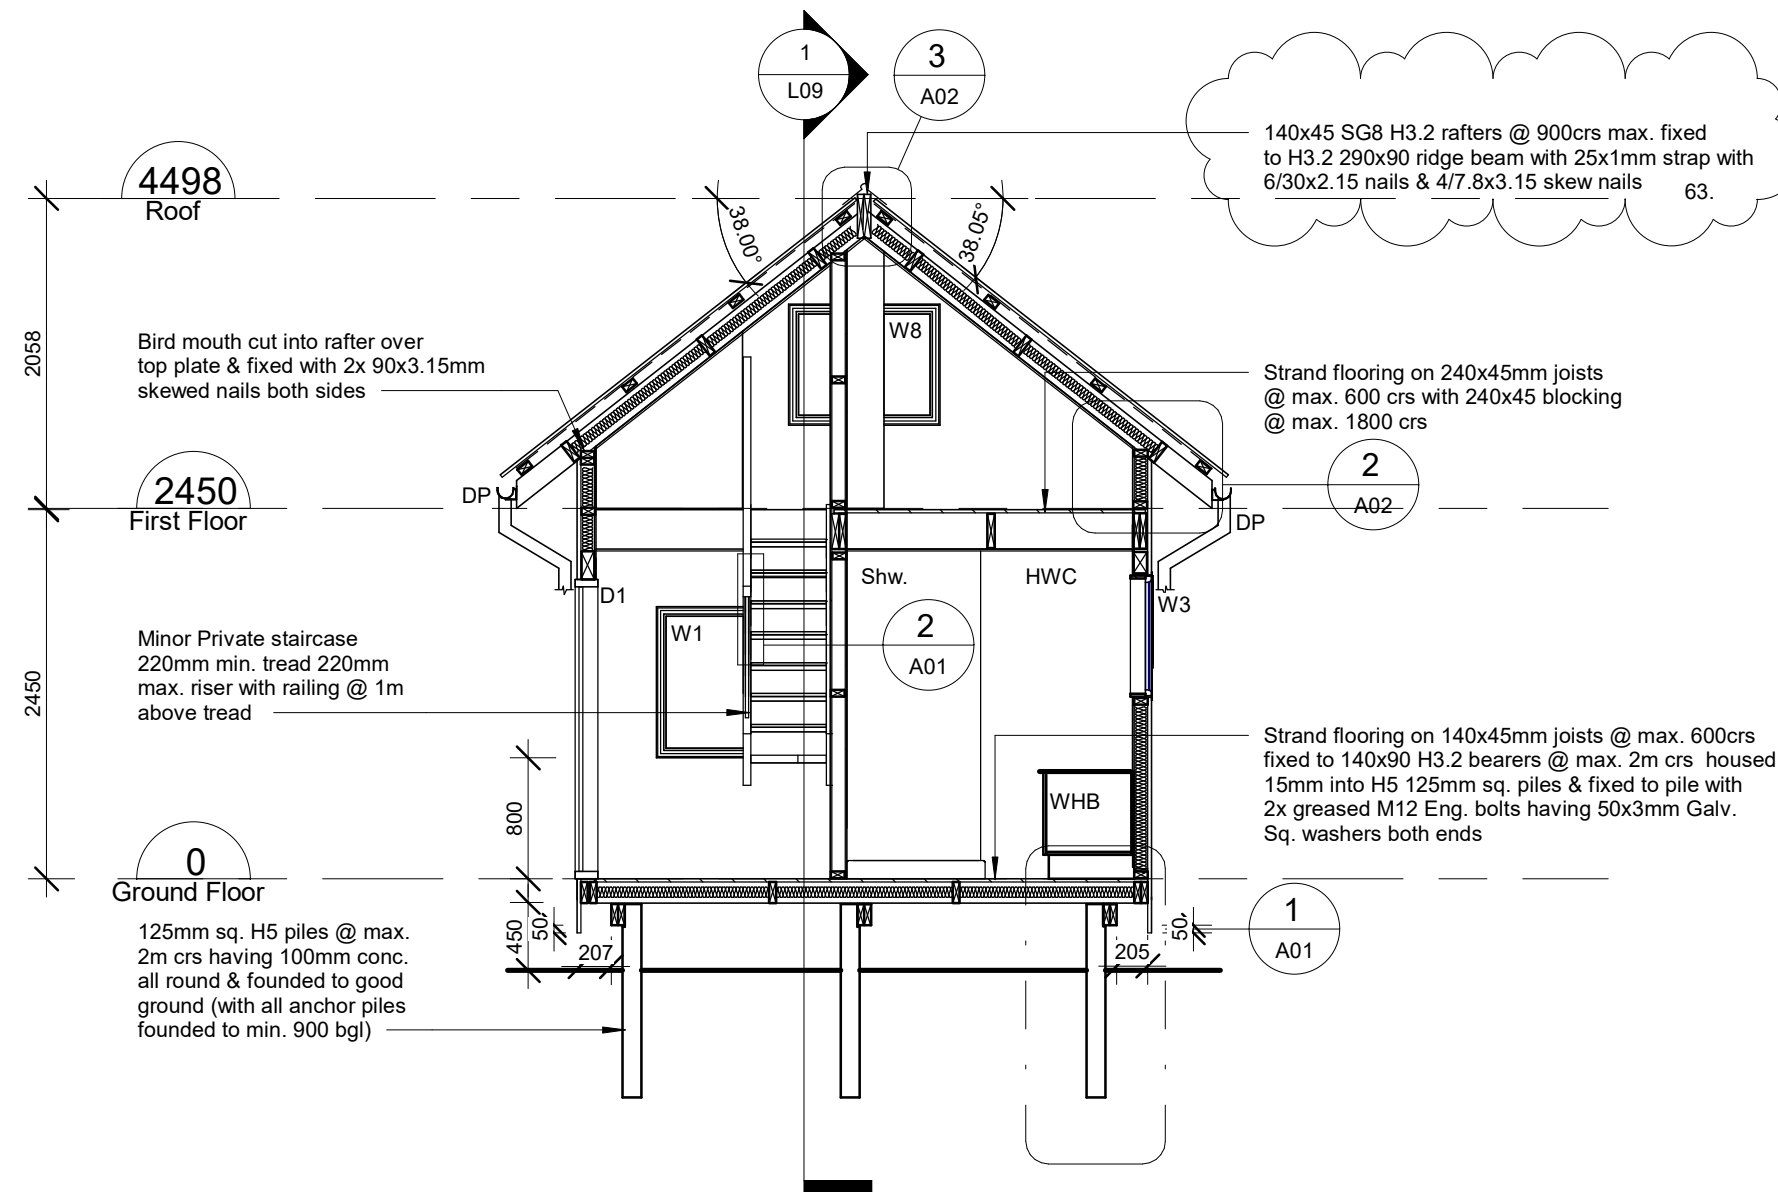 1
L09
3
A02
140x45 SG8 H3.2 rafters @ 900crs max. fixed
to H3.2 290x90 ridge beam with 25x1mm strap with
6/30x2.15 nails & 4/7.8x3.15 skew nails
63.
4498
Roof
38.00°
38.05°
2058
Bird mouth cut into rafter over
top plate & fixed with 2x 90x3.15mm
skewed nails both sides
W8
Strand flooring on 240x45mm joists
@ max. 600 crs with 240x45 blocking
@ max. 1800 crs
2
A02
2450
First Floor
DP
DP
Shw.
HWC
D1
W3
W1
2
A01
Minor Private staircase
220mm min. tread 220mm
max. riser with railing @ 1m
above tread
2450
Strand flooring on 140x45mm joists @ max. 600crs
fixed to 140x90 H3.2 bearers @ max. 2m crs housed
15mm into H5 125mm sq. piles & fixed to pile with
2x greased M12 Eng. bolts having 50x3mm Galv.
Sq. washers both ends
WHB
800
0
Ground Floor
125mm sq. H5 piles @ max.
2m crs having 100mm conc.
all round & founded to good
ground (with all anchor piles
founded to min. 900 bgl)
450
50
207
205
50
1
A01